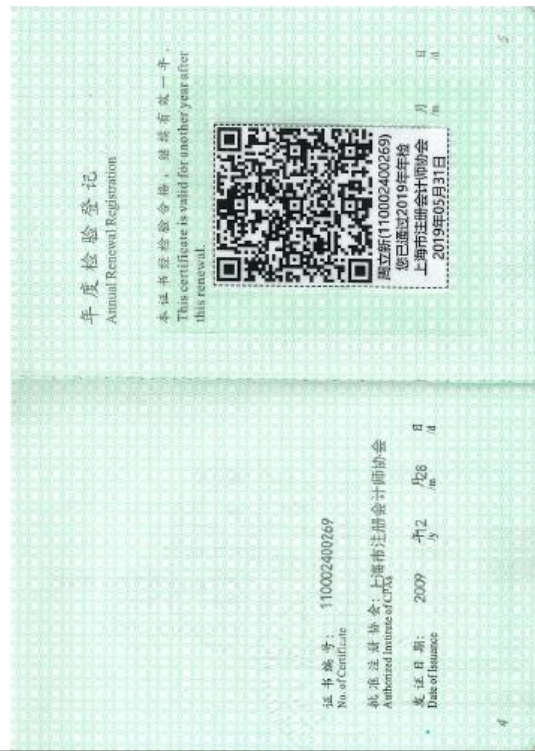 证书编号: 110002400269
No. of Certificate
批准注册协会: 上海市注册会计师协会
Authorized Institute of CPAs
发证日期: 2009 年12 月28 日
Date of Issuance /y /m /d
4
年度检验登记
Annual Renewal Registration
本证书经检验合格，继续有效一年。
This certificate is valid for another year after
this renewal.
周立新(110002400269)
您已通过2019年年检
上海市注册会计师协会
2019年05月31日
月 日
/m /d
5